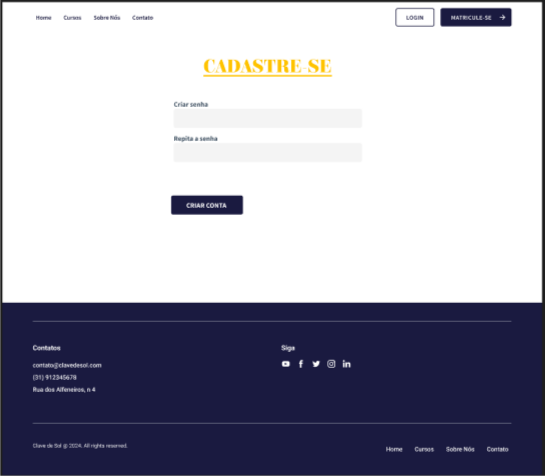 Home Cursos Sobre Nós Contato LOGIN MATRICULE-SE
CADASTRE-SE
Criar senha
Repita a senha
CRIAR CONTA
Contatos Siga
contato@clavedesol.com
(31) 912345678
Rua dos Alfeneiros, n 4
Clave de Sol @ 2024. All rights reserved.
Home Cursos Sobre Nós Contato